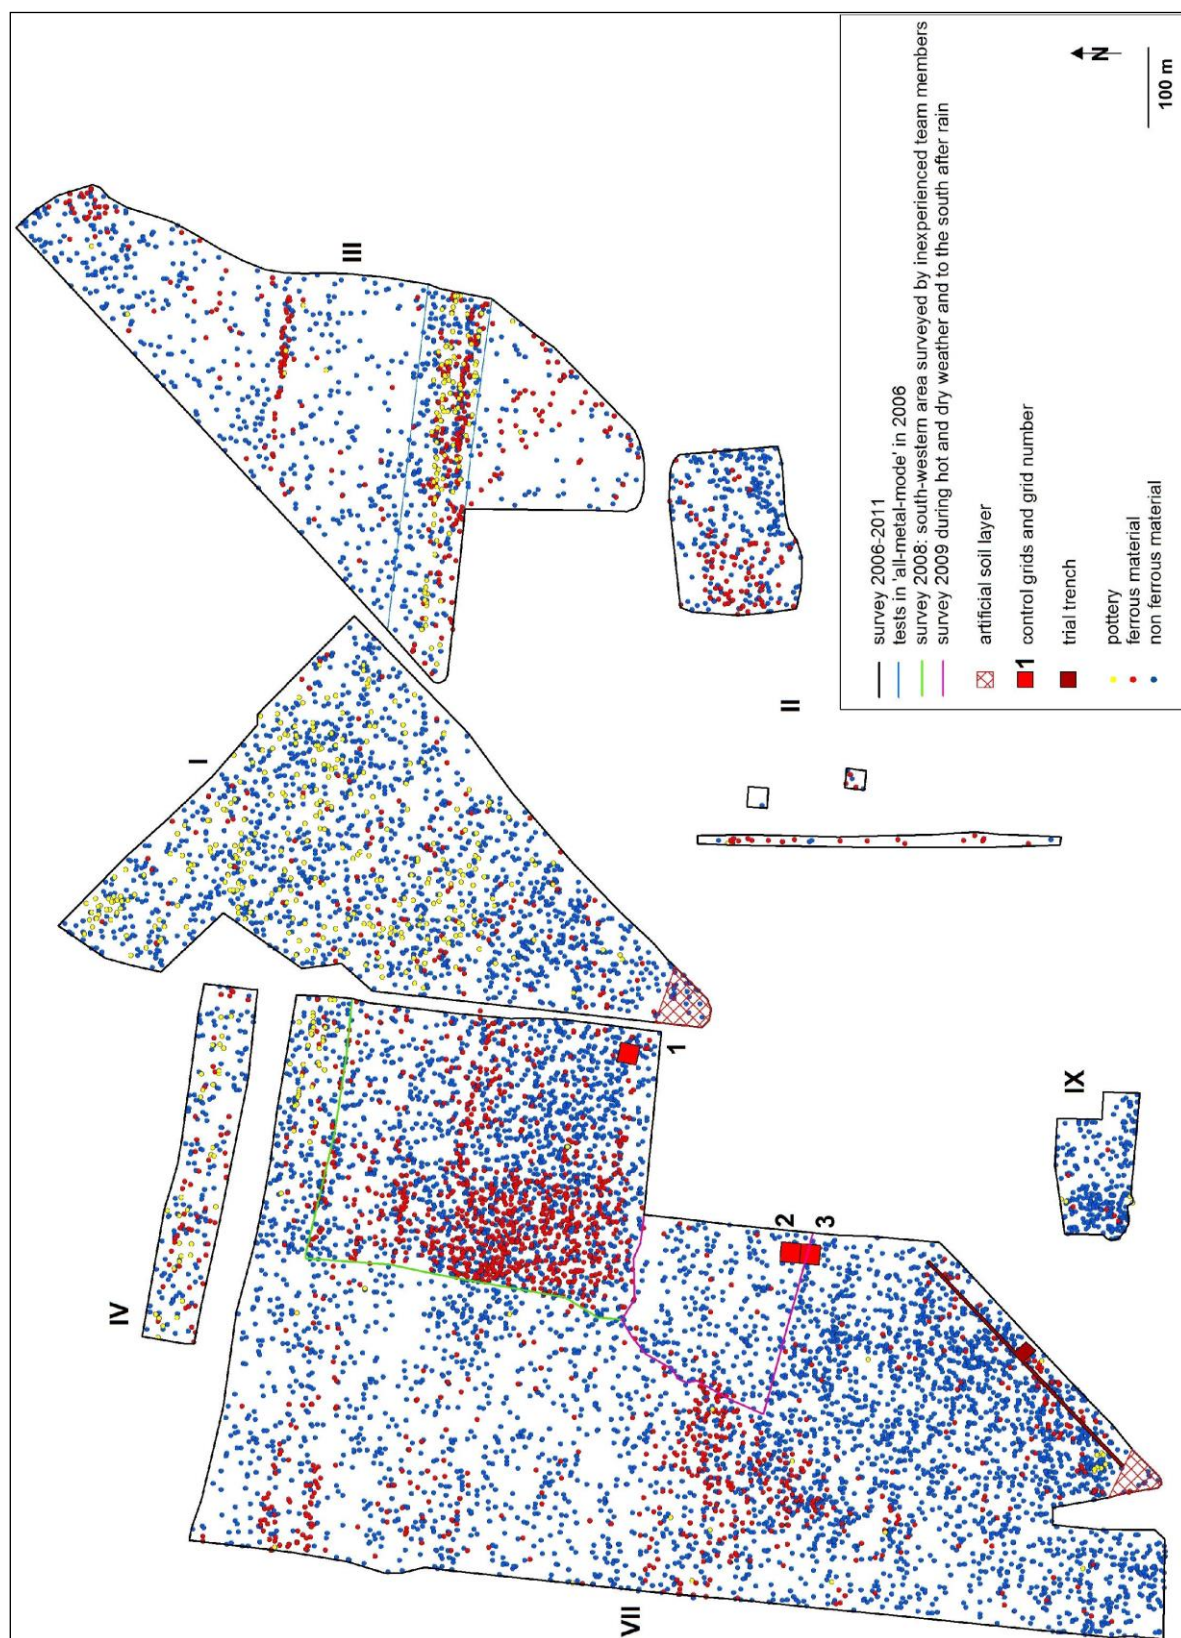 I
III
IV
II
1
2
3
IX
VII
survey 2006-2011
tests in 'all-metal-mode' in 2006
survey 2008: south-western area surveyed by inexperienced team members
survey 2009 during hot and dry weather and to the south after rain
artificial soil layer
1 control grids and grid number
trial trench
pottery
ferrous material
non ferrous material
N
100 m